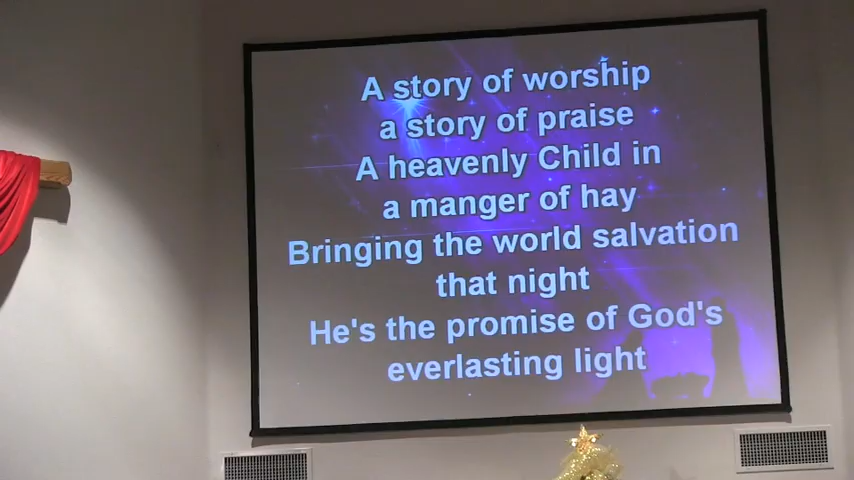 A story of worship
a story of praise
A heavenly Child in
a manger of hay
Bringing the world salvation
that night
He's the promise of God's
everlasting light